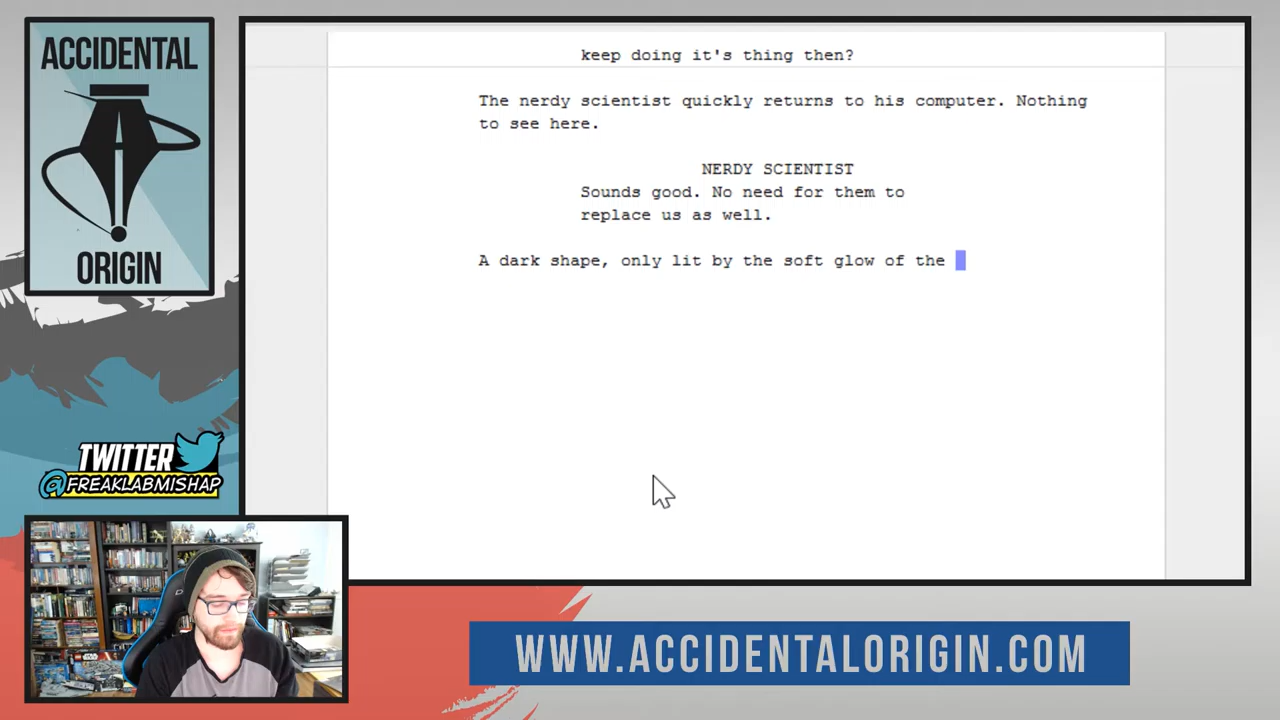 ACCIDENTAL
ORIGIN
keep doing it's thing then?
The nerdy scientist quickly returns to his computer. Nothing
to see here.
NERDY SCIENTIST
Sounds good. No need for them to
replace us as well.
A dark shape, only lit by the soft glow of the
TWITTER
@FREAKLABMISHAP
WWW.ACCIDENTALORIGIN.COM